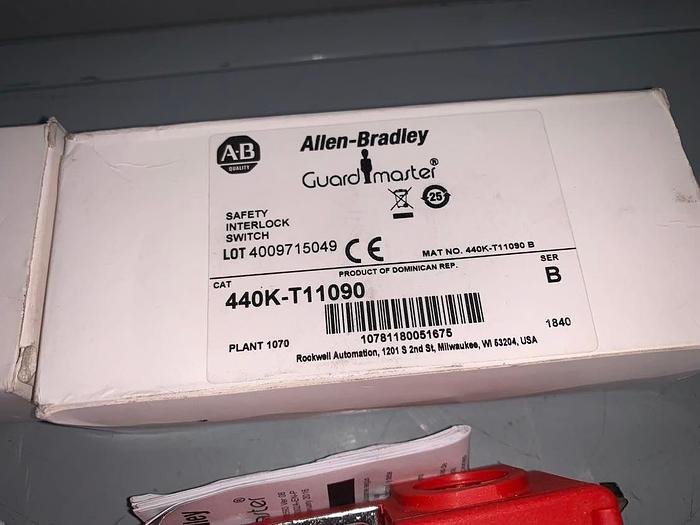 A·B
QUALITY
Allen-Bradley
Guardmaster®
25
SAFETY
INTERLOCK
SWITCH
LOT 4009715049 CE
MAT NO. 440K-T11090 B
PRODUCT OF DOMINICAN REP.
CAT
440K-T11090
SER
B
10781180051675
1840
PLANT 1070
Rockwell Automation, 1201 S 2nd St, Milwaukee, WI 53204, USA